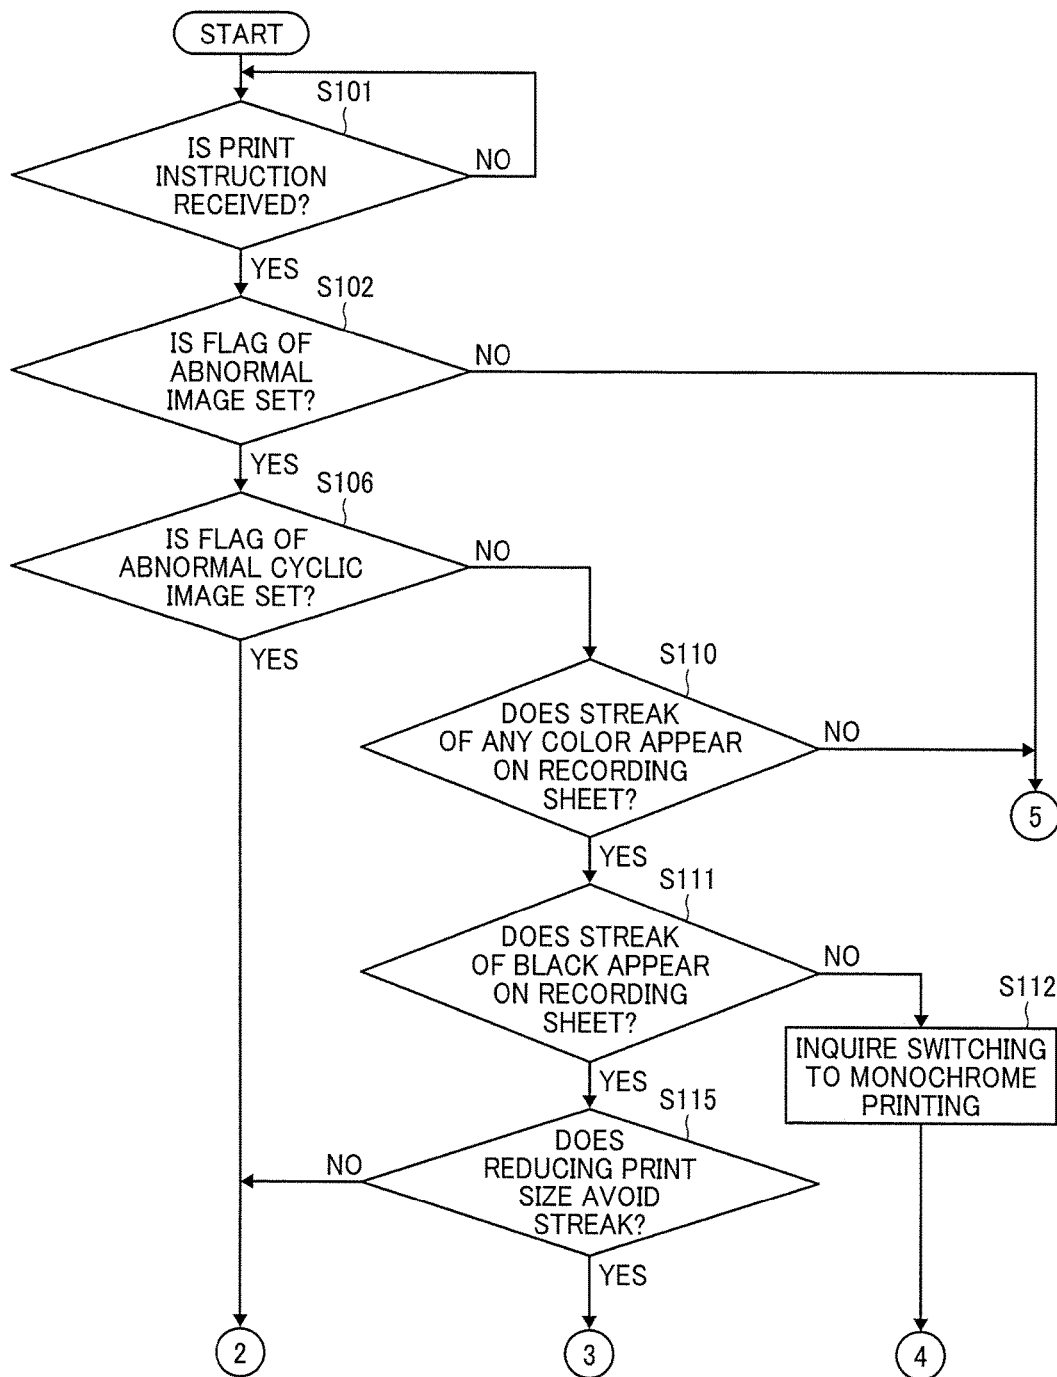 START
S101
IS PRINT
INSTRUCTION
RECEIVED?
NO
YES
S102
IS FLAG OF
ABNORMAL
IMAGE SET?
NO
YES
S106
IS FLAG OF
ABNORMAL CYCLIC
IMAGE SET?
NO
YES
S110
DOES STREAK
OF ANY COLOR APPEAR
ON RECORDING
SHEET?
NO
5
YES
S111
DOES STREAK
OF BLACK APPEAR
ON RECORDING
SHEET?
NO
S112
INQUIRE SWITCHING
TO MONOCHROME
PRINTING
YES
S115
DOES
REDUCING PRINT
SIZE AVOID
STREAK?
NO
YES
2
3
4